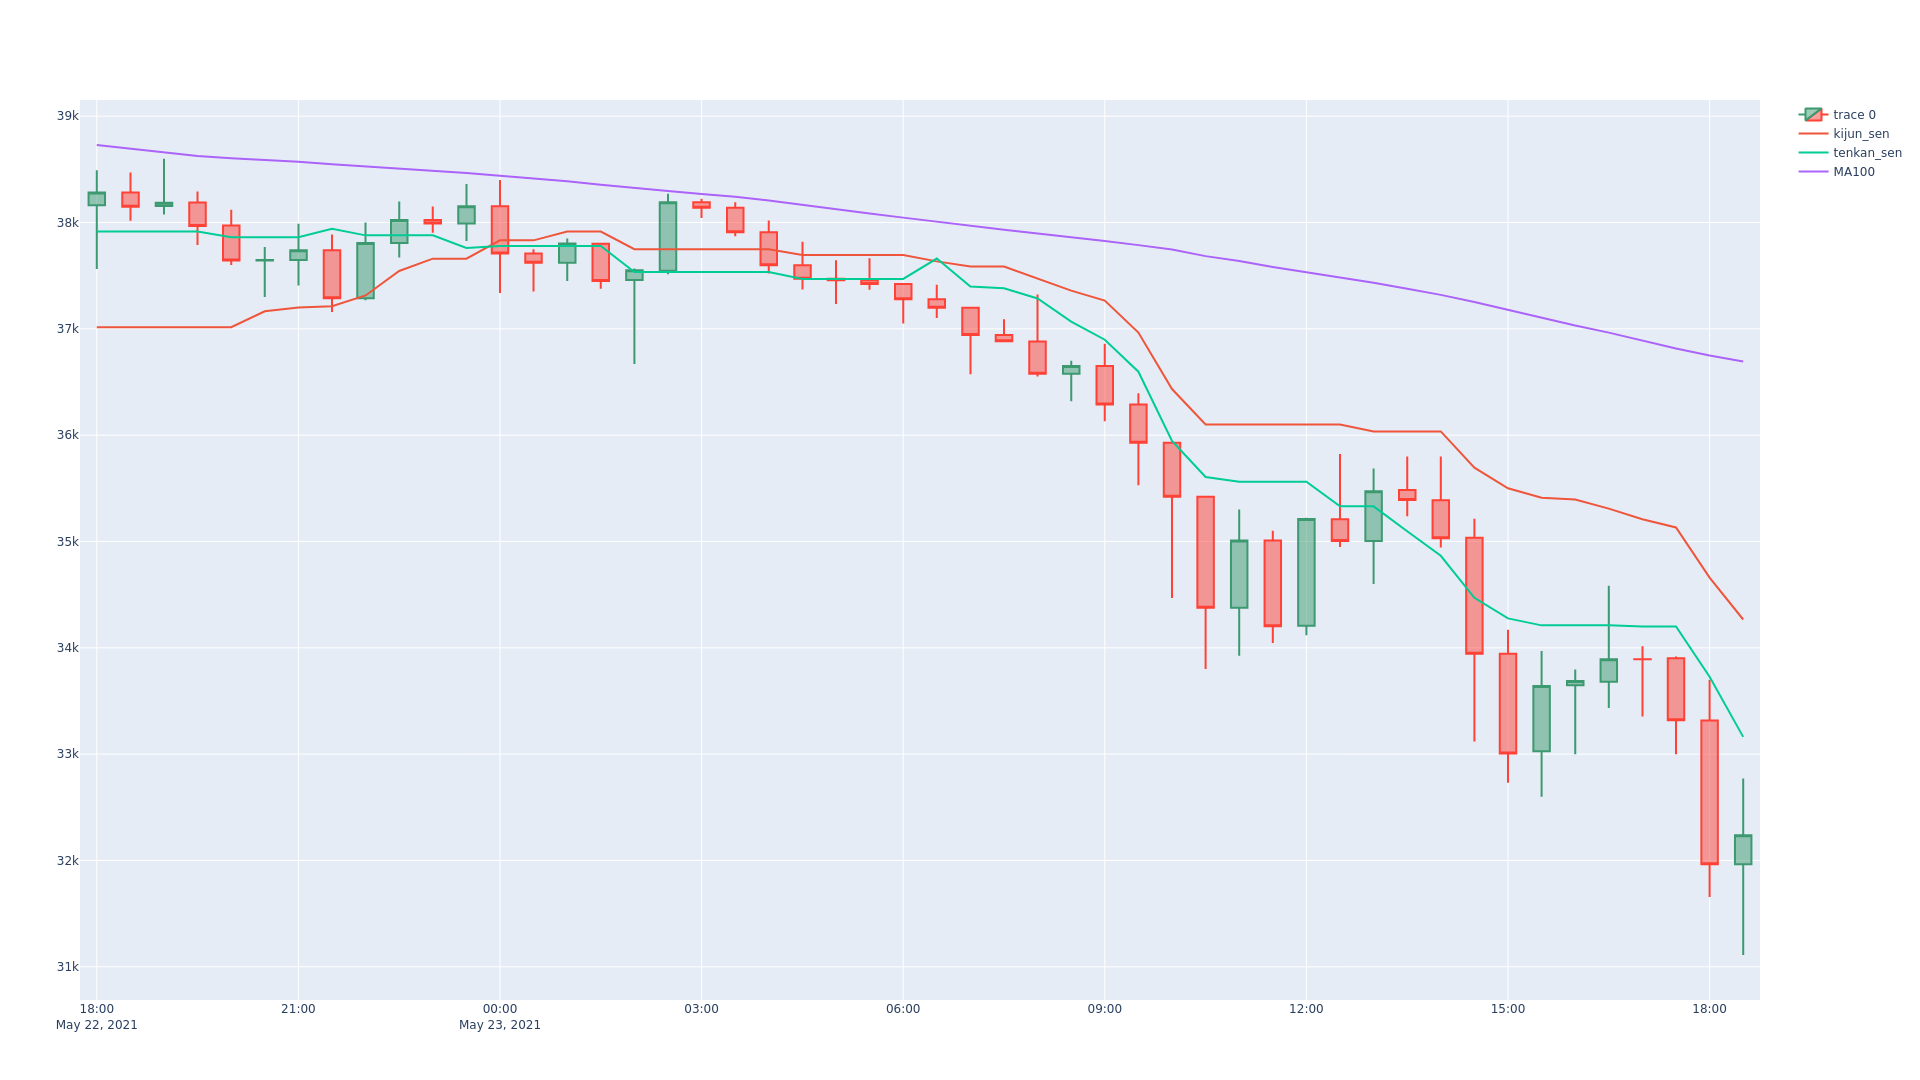 39k
38k
37k
36k
35k
34k
33k
32k
31k
18:00 21:00 00:00 03:00 06:00 09:00 12:00 15:00 18:00
May 22, 2021 May 23, 2021
trace 0
kijun_sen
tenkan_sen
MA100